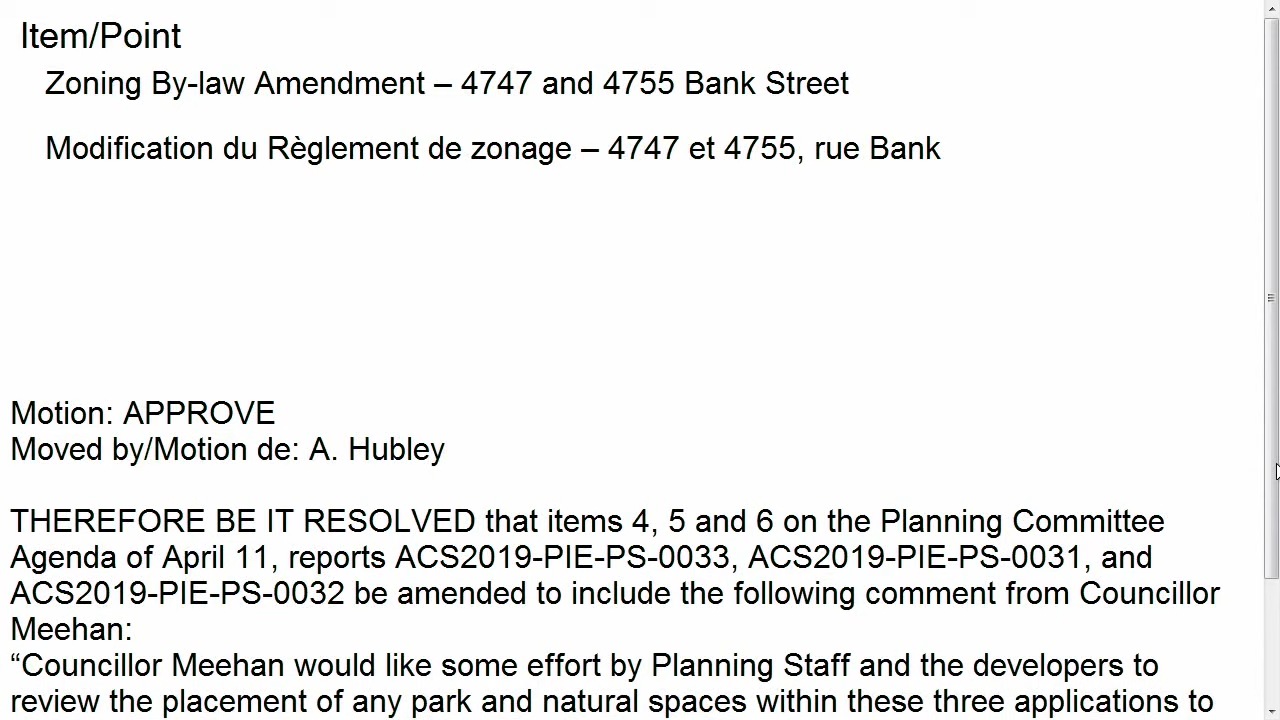 Item/Point
Zoning By-law Amendment – 4747 and 4755 Bank Street
Modification du Règlement de zonage – 4747 et 4755, rue Bank
Motion: APPROVE
Moved by/Motion de: A. Hubley
THEREFORE BE IT RESOLVED that items 4, 5 and 6 on the Planning Committee
Agenda of April 11, reports ACS2019-PIE-PS-0033, ACS2019-PIE-PS-0031, and
ACS2019-PIE-PS-0032 be amended to include the following comment from Councillor
Meehan:
“Councillor Meehan would like some effort by Planning Staff and the developers to
review the placement of any park and natural spaces within these three applications to